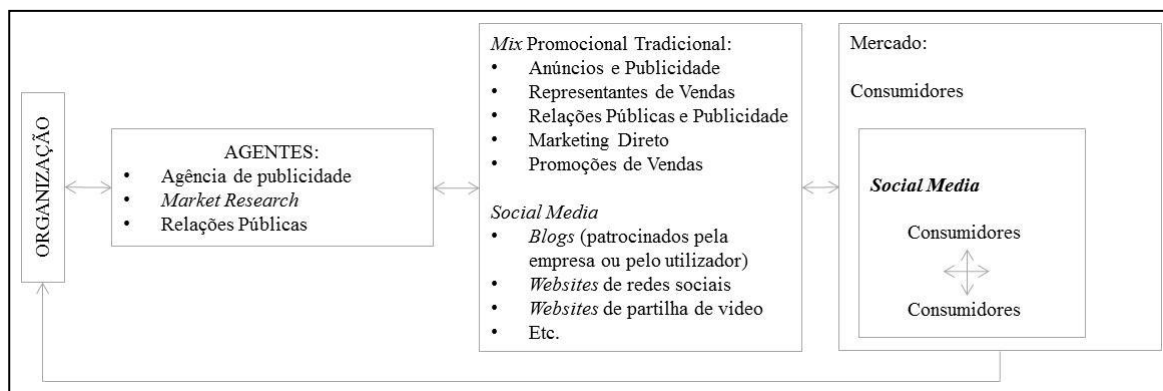 ORGANIZAÇÃO
AGENTES:
• Agência de publicidade
• Market Research
• Relações Públicas
Mix Promocional Tradicional:
• Anúncios e Publicidade
• Representantes de Vendas
• Relações Públicas e Publicidade
• Marketing Direto
• Promoções de Vendas
Social Media
• Blogs (patrocinados pela
empresa ou pelo utilizador)
• Websites de redes sociais
• Websites de partilha de video
• Etc.
Mercado:
Consumidores
Social Media
Consumidores
Consumidores